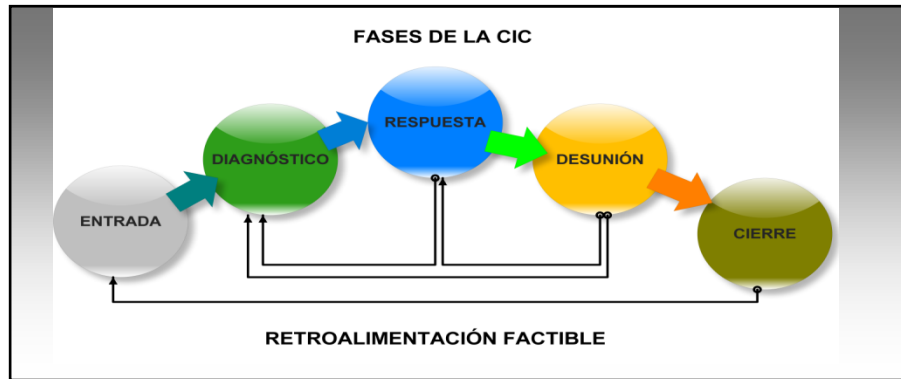 FASES DE LA CIC
ENTRADA
DIAGNÓSTICO
RESPUESTA
DESUNIÓN
CIERRE
RETROALIMENTACIÓN FACTIBLE